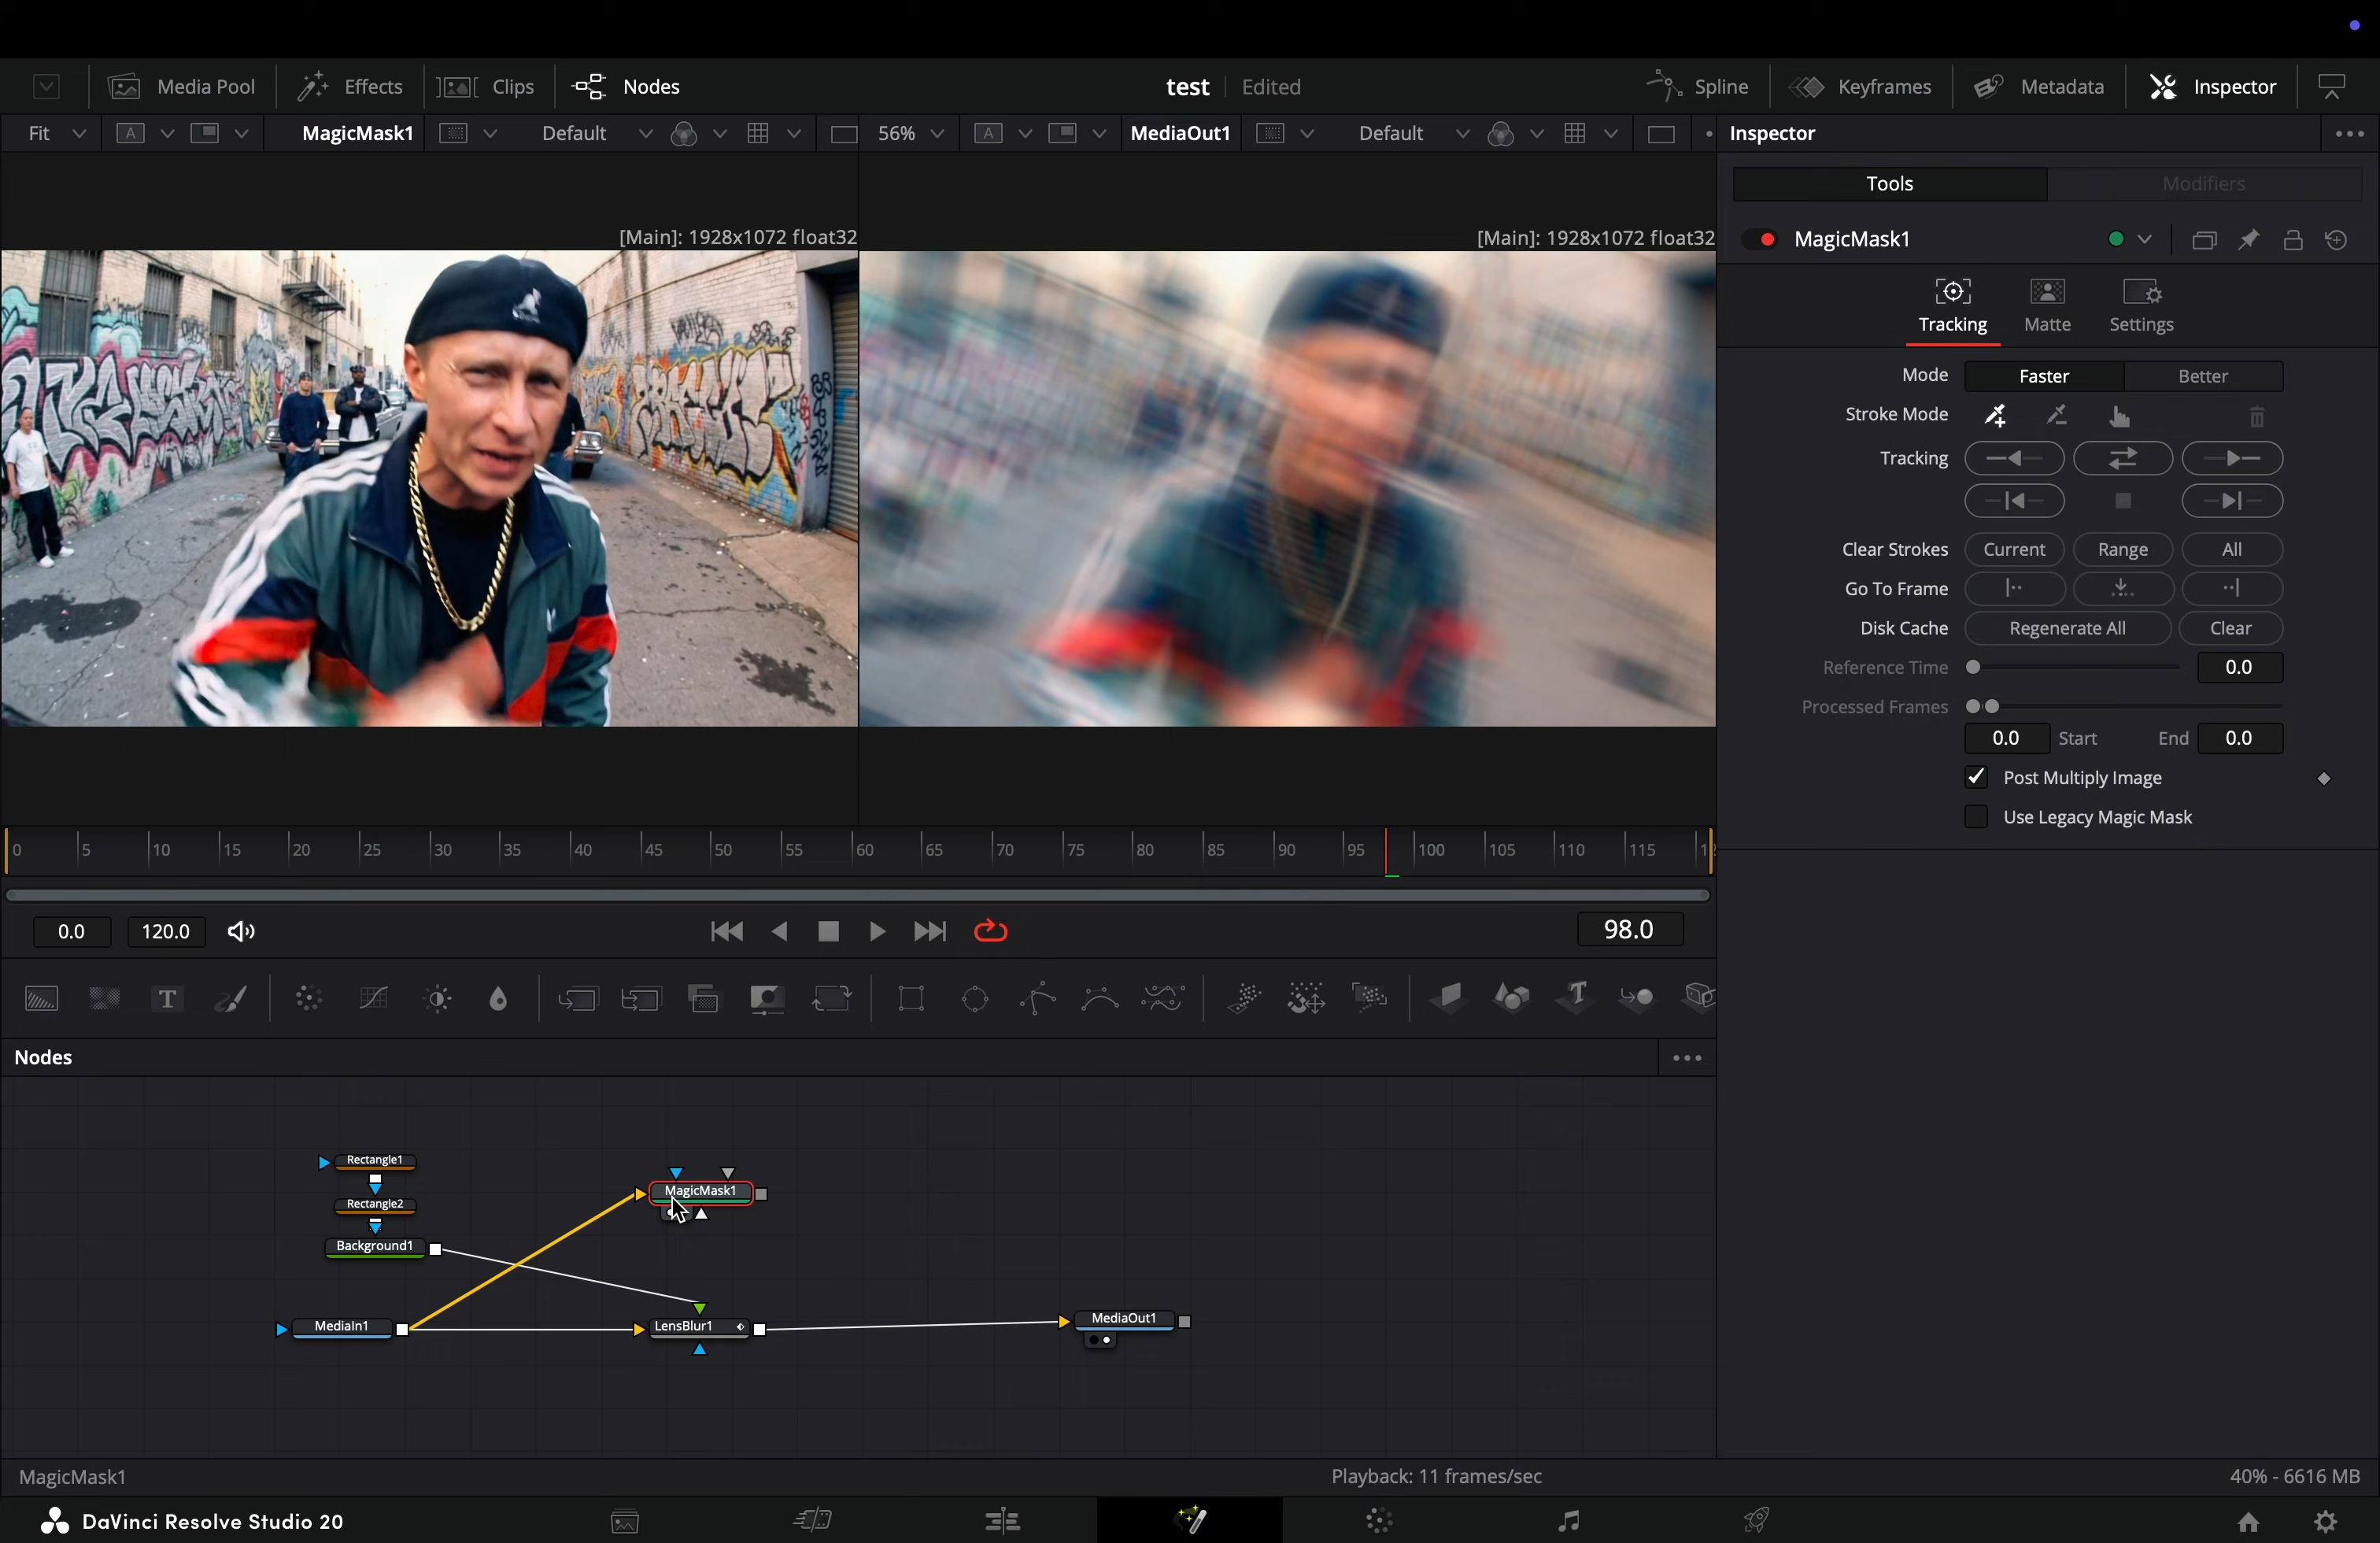 Media Pool Effects Clips Nodes test Edited Spline Keyframes Metadata Inspector
Fit A MagicMask1 Default 56% A MediaOut1 Default Inspector
Tools Modifiers
[Main]: 1928x1072 float32 [Main]: 1928x1072 float32
MagicMask1
Tracking Matte Settings
Mode Faster Better
Stroke Mode
Tracking
Clear Strokes Current Range All
Go To Frame
Disk Cache Regenerate All Clear
Reference Time 0.0
Processed Frames
0.0 Start End 0.0
Post Multiply Image
Use Legacy Magic Mask
0 5 10 15 20 25 30 35 40 45 50 55 60 65 70 75 80 85 90 95 100 105 110 115
0.0 120.0 98.0
T T
Nodes
Rectangle1
MagicMask1
Rectangle2
Background1
MediaIn1 LensBlur1 MediaOut1
MagicMask1 Playback: 11 frames/sec 40% - 6616 MB
DaVinci Resolve Studio 20